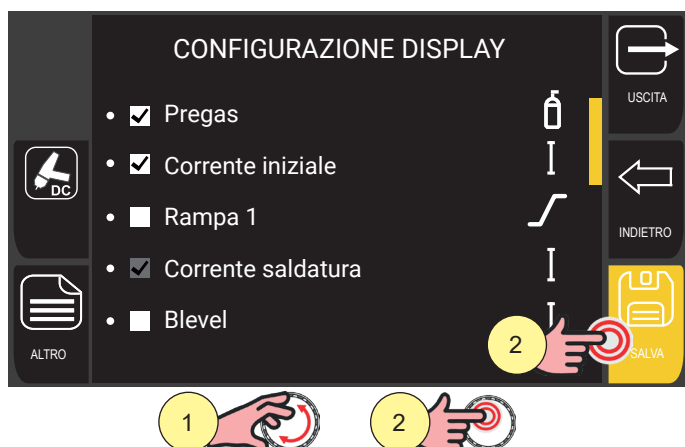 CONFIGURAZIONE DISPLAY
USCITA
Pregas
Corrente iniziale
DC
Rampa 1
INDIETRO
Corrente saldatura
Blevel
2
ALTRO
SALVA
1
2